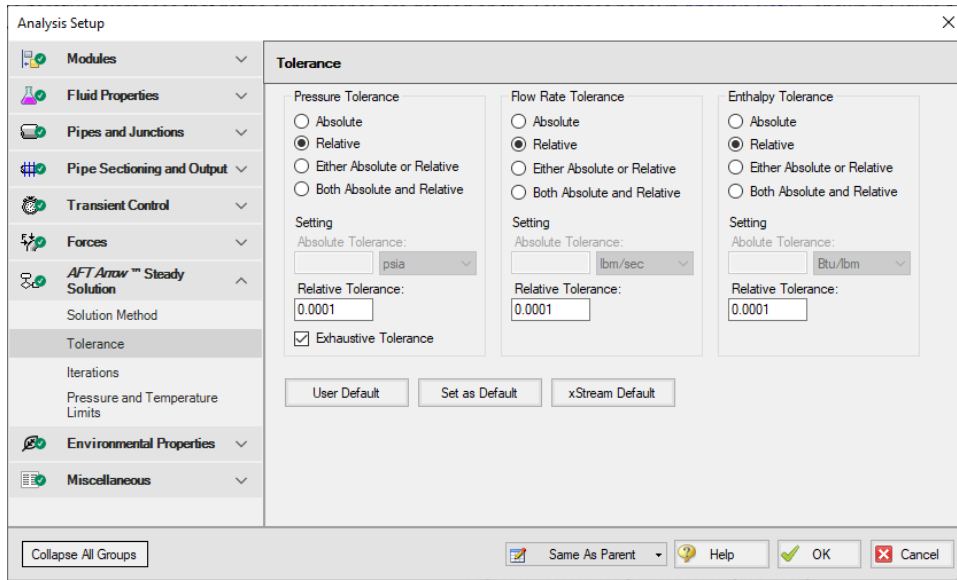 Analysis Setup
Modules
Fluid Properties
Pipes and Junctions
Pipe Sectioning and Output
Transient Control
Forces
AFT Arrow ™ Steady
Solution
Solution Method
Tolerance
Iterations
Pressure and Temperature
Limits
Environmental Properties
Miscellaneous
Collapse All Groups
Tolerance
Pressure Tolerance
Absolute
Relative
Either Absolute or Relative
Both Absolute and Relative
Setting
Absolute Tolerance:
psia
Relative Tolerance:
0.0001
Exhaustive Tolerance
Flow Rate Tolerance
Absolute
Relative
Either Absolute or Relative
Both Absolute and Relative
Setting
Absolute Tolerance:
lbm/sec
Relative Tolerance:
0.0001
Enthalpy Tolerance
Absolute
Relative
Either Absolute or Relative
Both Absolute and Relative
Setting
Abolute Tolerance:
Btu/lbm
Relative Tolerance:
0.0001
User Default
Set as Default
xStream Default
Same As Parent
Help
OK
Cancel